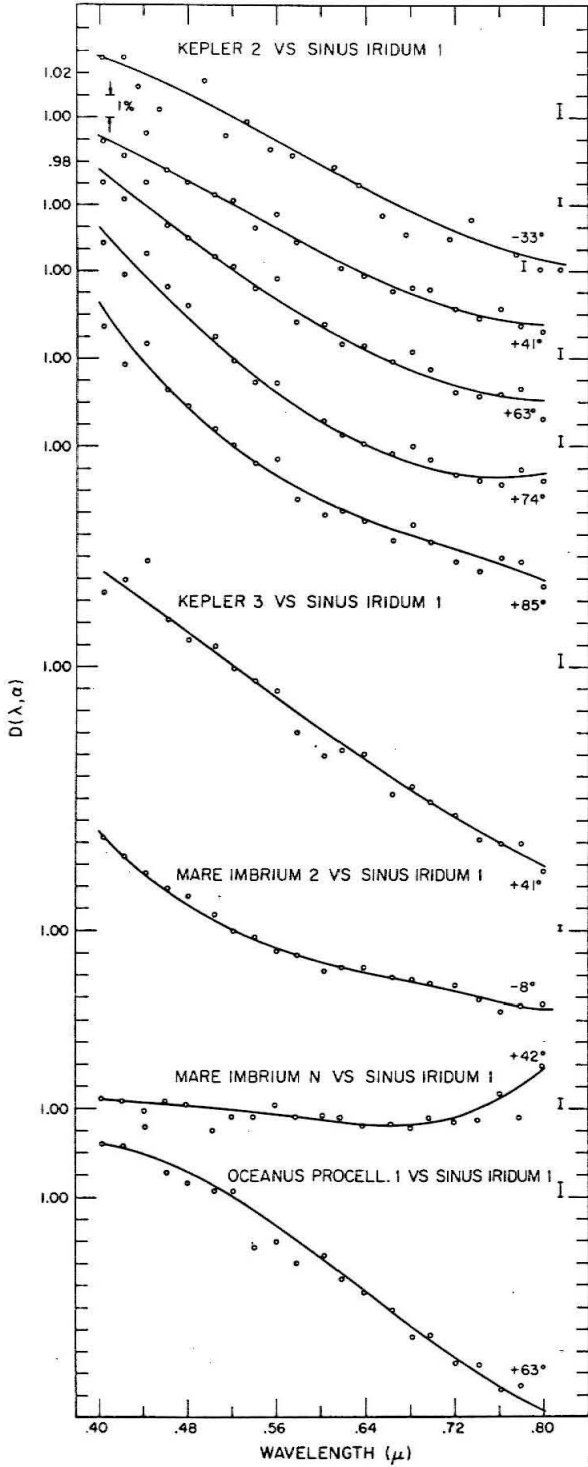 KEPLER 2 VS SINUS IRIDUM 1
1.02
1%
1.00
.98
1.00
-33°
1.00
+41°
1.00
+63°
1.00
+74°
+85°
KEPLER 3 VS SINUS IRIDUM 1
1.00
D(λ,α)
MARE IMBRIUM 2 VS SINUS IRIDUM 1
+41°
1.00
-8°
+42°
MARE IMBRIUM N VS SINUS IRIDUM 1
1.00
OCEANUS PROCELL. 1 VS SINUS IRIDUM 1
1.00
+63°
.40 .48 .56 .64 .72 .80
WAVELENGTH (μ)